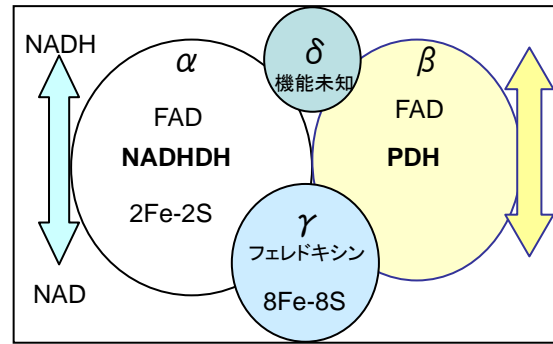 NADH
α
FAD
NADHDH
2Fe-2S
NAD
δ
機能未知
β
FAD
PDH
γ
フェレドキシン
8Fe-8S